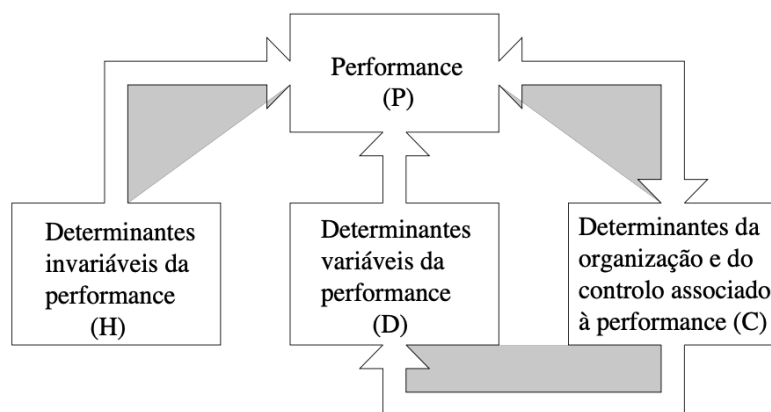 Performance
(P)
Determinantes
invariáveis da
performance
(H)
Determinantes
variáveis da
performance
(D)
Determinantes da
organização e do
controlo associado
à performance (C)